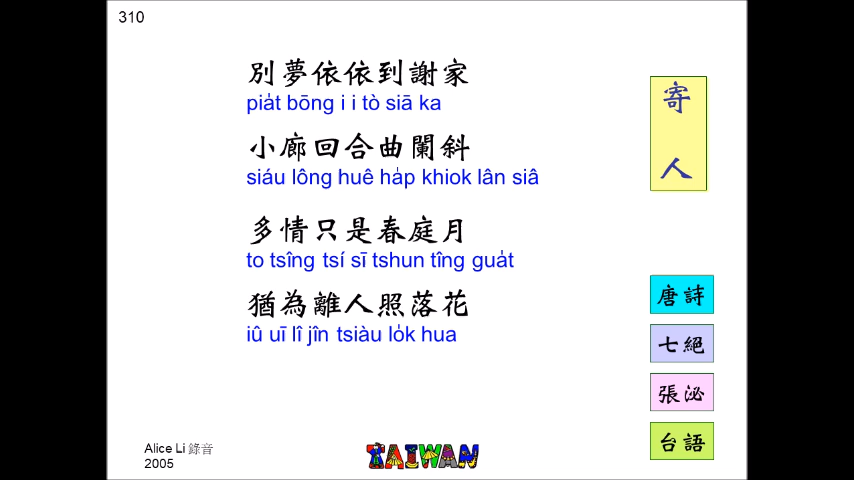 310
別夢依依到謝家
pia̍t bōng i i tò siā ka
小廊回合曲闌斜
siáu lông huê ha̍p khiok lân siâ
多情只是春庭月
to tsîng tsí sī tshun tîng gua̍t
猶為離人照落花
iû uī lî jîn tsiàu lo̍k hua
寄人
唐詩
七絕
張泌
台語
Alice Li 錄音
2005
TAIWAN